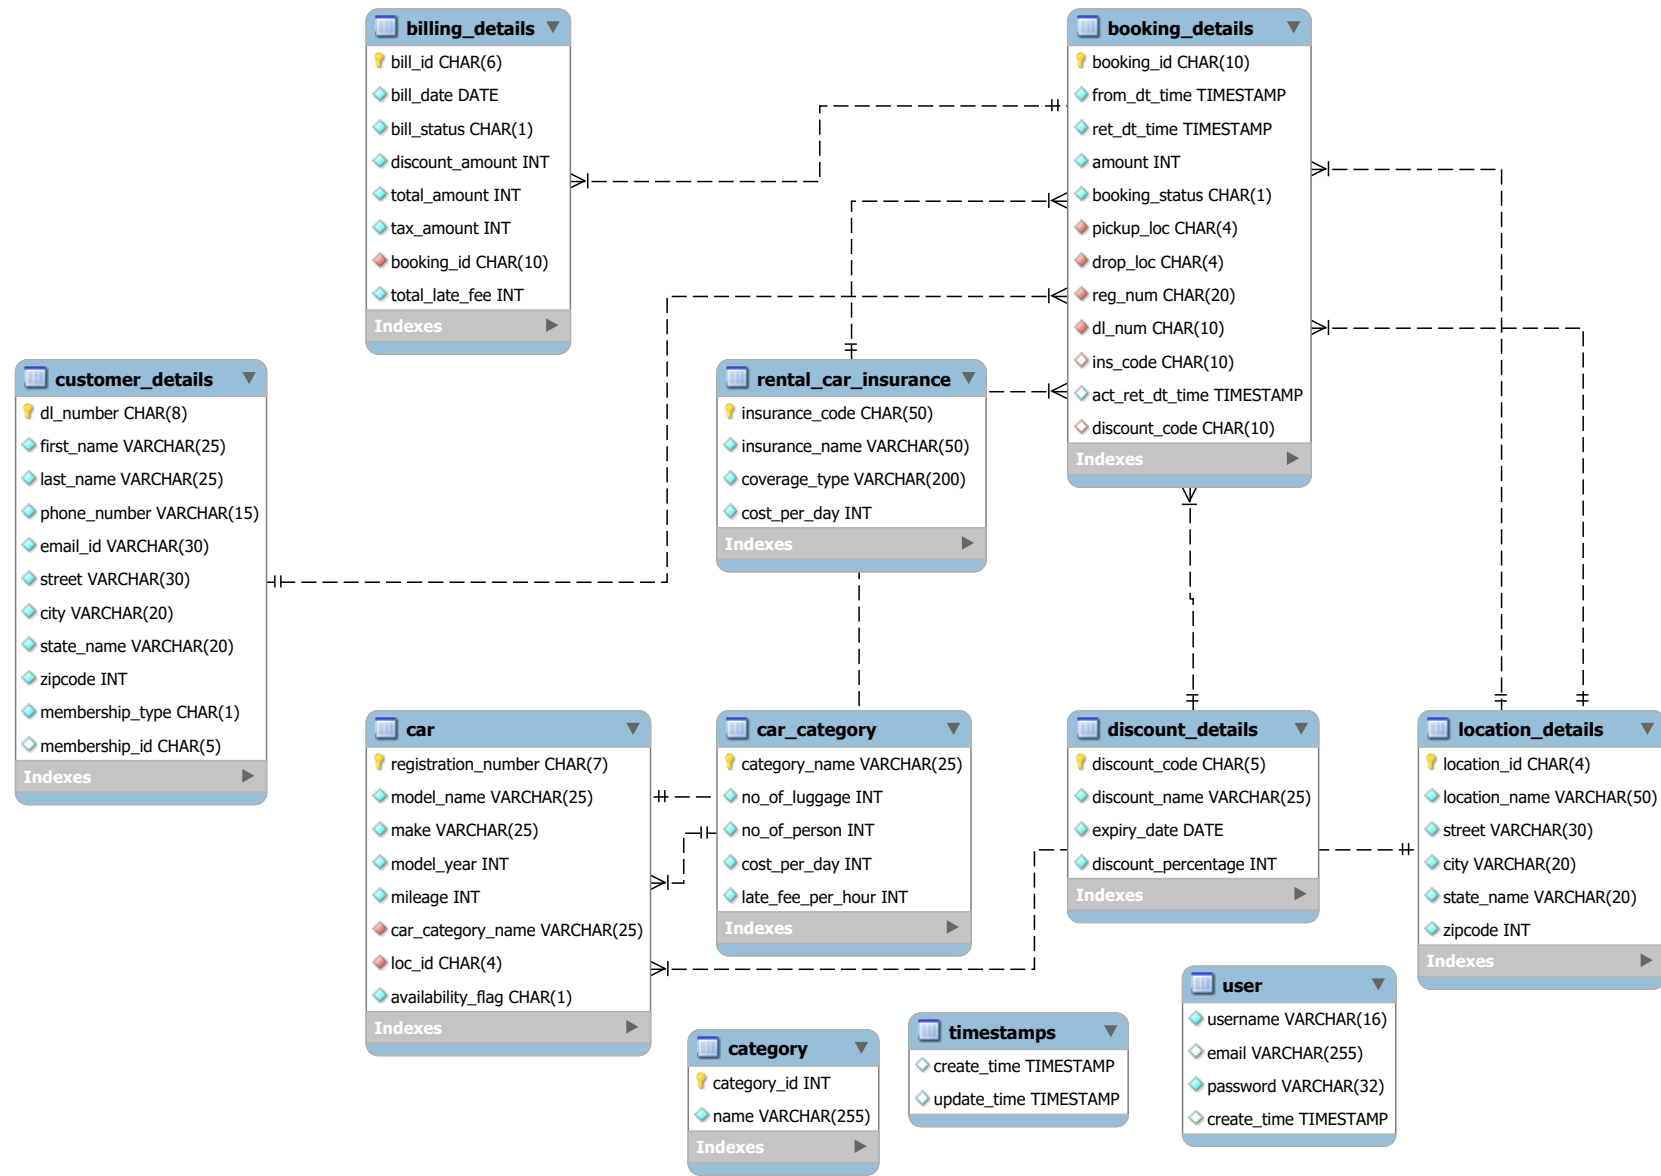 billing_details
bill_id CHAR(6)
bill_date DATE
bill_status CHAR(1)
discount_amount INT
total_amount INT
tax_amount INT
booking_id CHAR(10)
total_late_fee INT
Indexes
booking_details
booking_id CHAR(10)
from_dt_time TIMESTAMP
ret_dt_time TIMESTAMP
amount INT
booking_status CHAR(1)
pickup_loc CHAR(4)
drop_loc CHAR(4)
reg_num CHAR(20)
dl_num CHAR(10)
ins_code CHAR(10)
act_ret_dt_time TIMESTAMP
discount_code CHAR(10)
Indexes
customer_details
dl_number CHAR(8)
first_name VARCHAR(25)
last_name VARCHAR(25)
phone_number VARCHAR(15)
email_id VARCHAR(30)
street VARCHAR(30)
city VARCHAR(20)
state_name VARCHAR(20)
zipcode INT
membership_type CHAR(1)
membership_id CHAR(5)
Indexes
rental_car_insurance
insurance_code CHAR(50)
insurance_name VARCHAR(50)
coverage_type VARCHAR(200)
cost_per_day INT
Indexes
car
registration_number CHAR(7)
model_name VARCHAR(25)
make VARCHAR(25)
model_year INT
mileage INT
car_category_name VARCHAR(25)
loc_id CHAR(4)
availability_flag CHAR(1)
Indexes
car_category
category_name VARCHAR(25)
no_of_luggage INT
no_of_person INT
cost_per_day INT
late_fee_per_hour INT
Indexes
discount_details
discount_code CHAR(5)
discount_name VARCHAR(25)
expiry_date DATE
discount_percentage INT
Indexes
location_details
location_id CHAR(4)
location_name VARCHAR(50)
street VARCHAR(30)
city VARCHAR(20)
state_name VARCHAR(20)
zipcode INT
Indexes
category
category_id INT
name VARCHAR(255)
Indexes
timestamps
create_time TIMESTAMP
update_time TIMESTAMP
user
username VARCHAR(16)
email VARCHAR(255)
password VARCHAR(32)
create_time TIMESTAMP